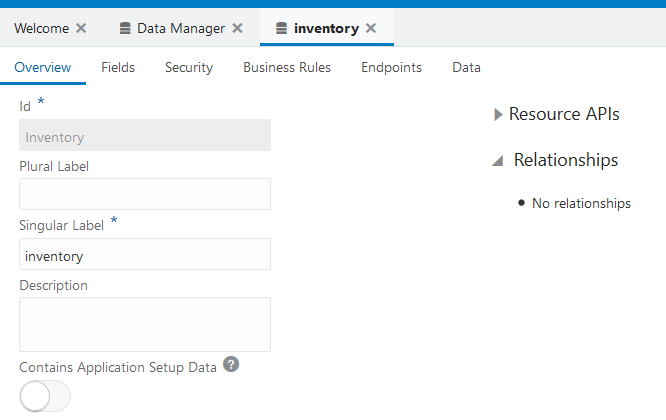 Welcome Data Manager inventory
Overview Fields Security Business Rules Endpoints Data
Id *
Inventory
Plural Label
Singular Label *
inventory
Description
Contains Application Setup Data ?
Resource APIs
Relationships
No relationships